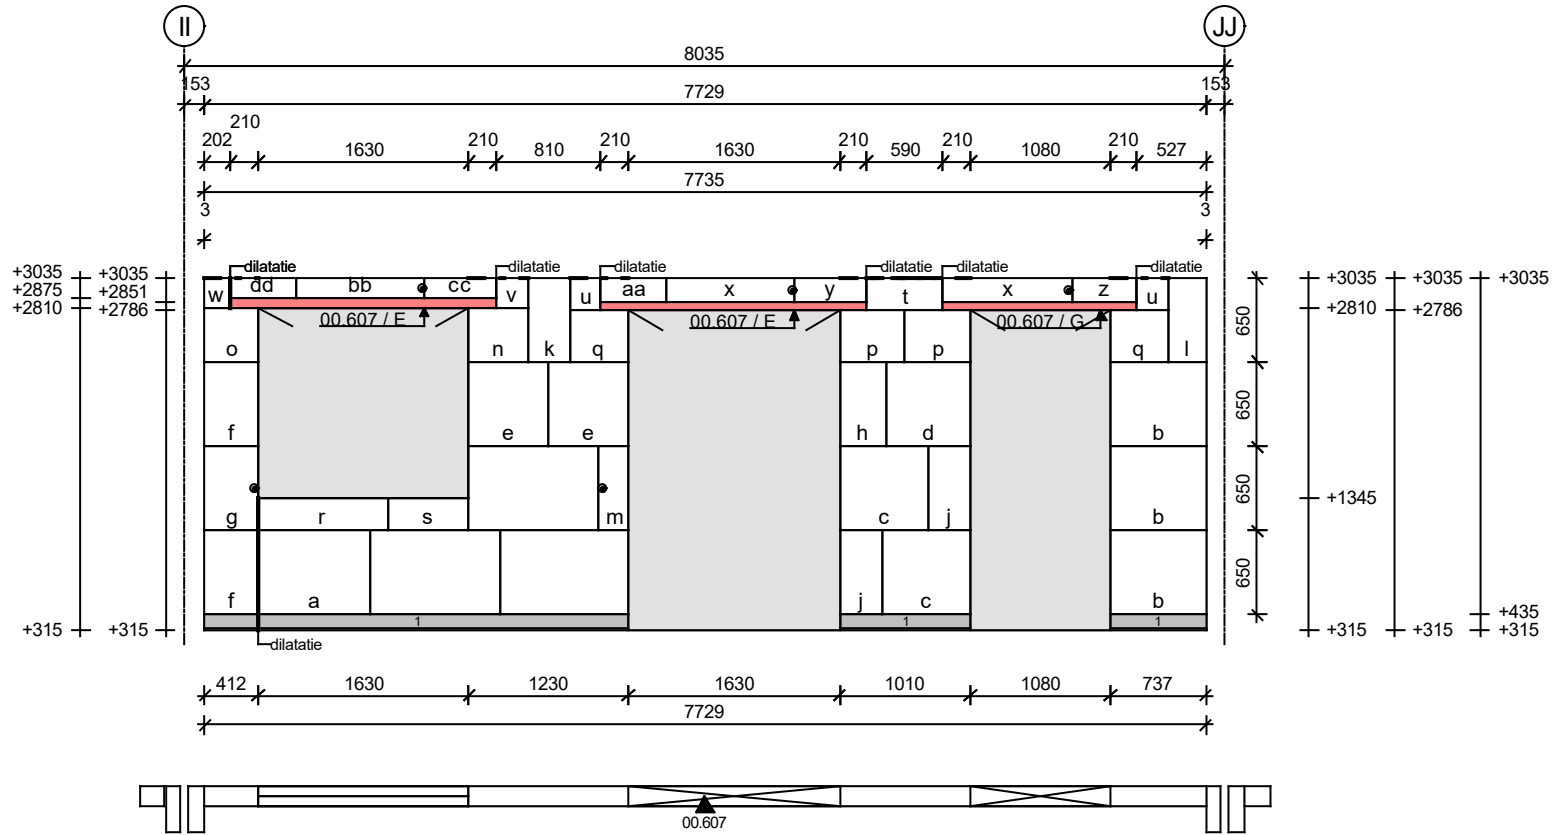 II JJ
8035
153 7729 153
210
202 1630 210 810 210 1630 210 590 210 1080 210 527
7735
3 3
dilatatie dilatatie dilatatie dilatatie dilatatie dilatatie
+3035 +3035 +3035 +3035 +3035
+2875 +2851
+2810 +2786 +2810 +2786
w dd bb cc v u aa x y t x z u
00.607 / E 00.607 / E 00.607 / G
650
o n k q p p q l
f e e h d b
650
+1345
g r s m c j b
650
f a j c b
650
1 1 1
+435
+315 +315 +315 +315 +315
dilatatie
412 1630 1230 1630 1010 1080 737
7729
00.607